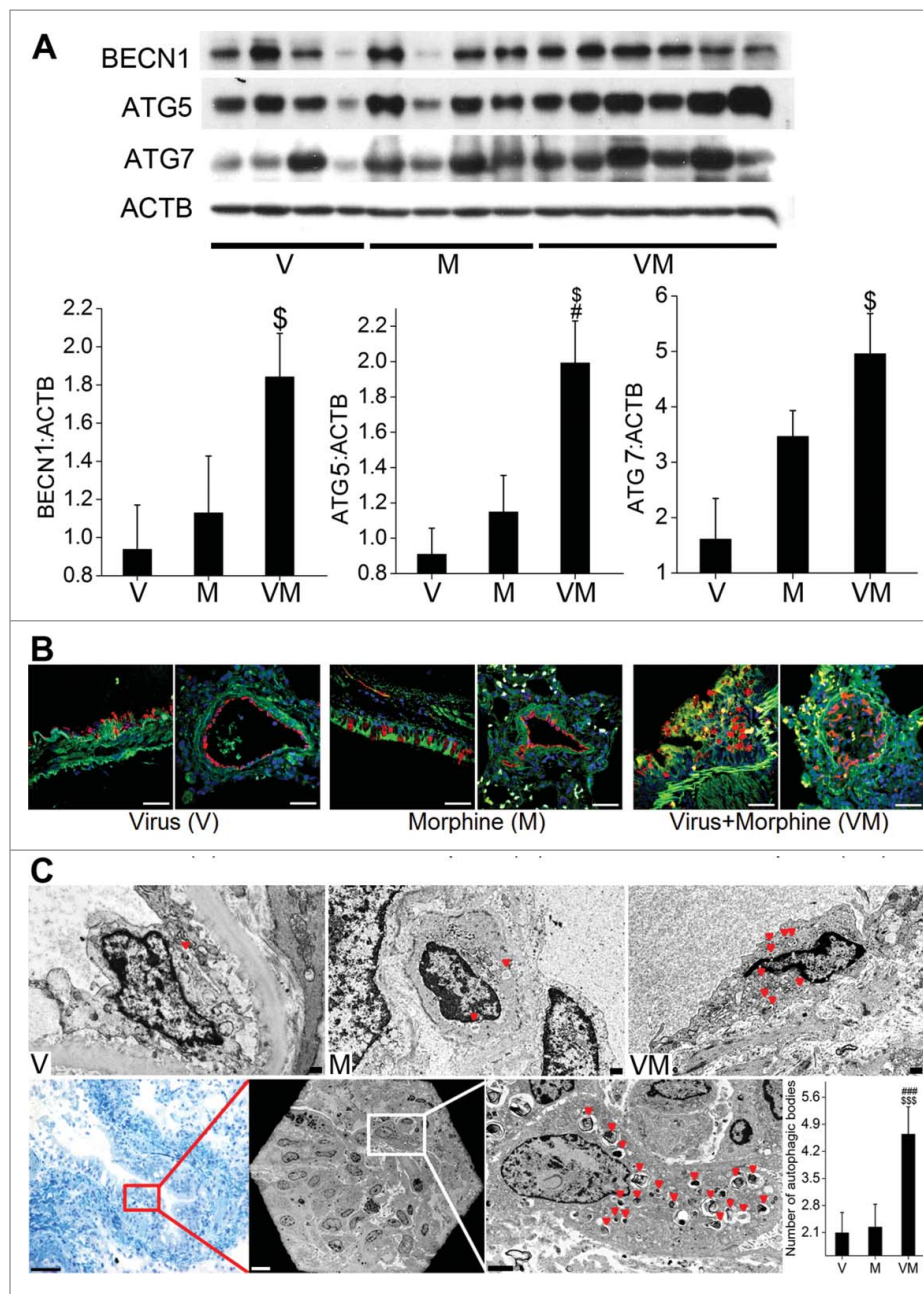 A
BECN1
ATG5
ATG7
ACTB
V M VM
BECN1:ACTB
2.2
2.0
1.8
1.6
1.4
1.2
1.0
0.8
V M VM
$
ATG5:ACTB
2.2
2.0
1.8
1.6
1.4
1.2
1.0
0.8
V M VM
$
#
ATG 7:ACTB
6
5
4
3
2
1
V M VM
$
B
Virus (V) Morphine (M) Virus+Morphine (VM)
C
V M VM
Number of autophagic bodies
5.6
4.9
4.2
3.5
2.8
2.1
V M VM
###
$$$